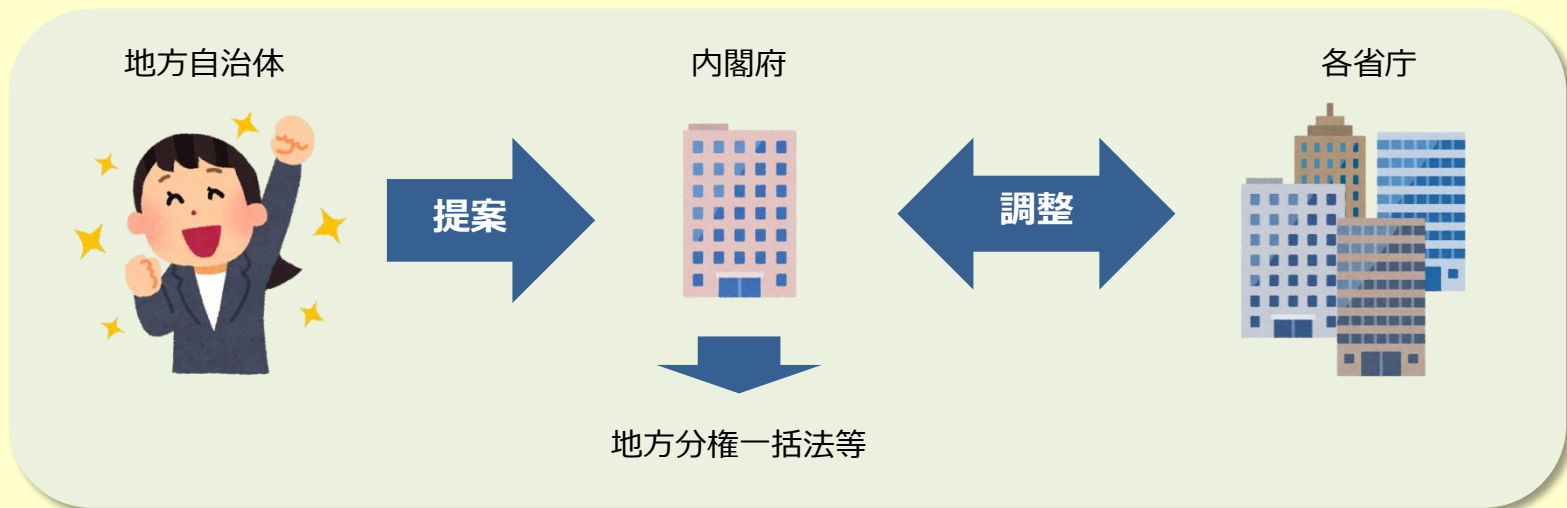 地方自治体
内閣府
各省庁
提案
調整
地方分権一括法等